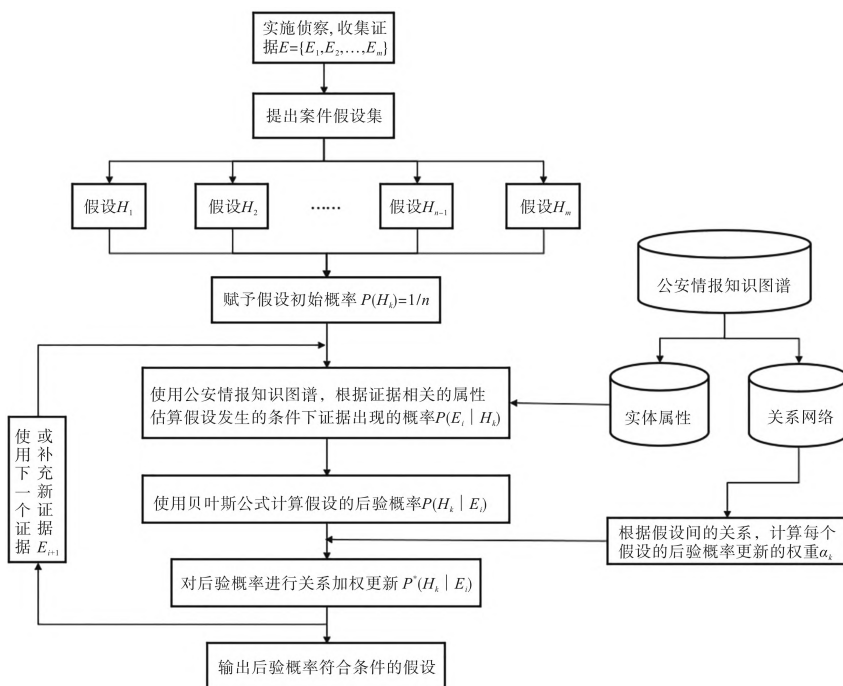 实施侦察,收集证
据E={E₁,E₂,…,Eₘ}
提出案件假设集
假设H₁
假设H₂
……
假设Hₙ₋₁
假设Hₘ
赋予假设初始概率 P(Hₖ)=1/n
公安情报知识图谱
实体属性
关系网络
使用公安情报知识图谱，根据证据相关的属性
估算假设发生的条件下证据出现的概率P(Eᵢ | Hₖ)
使用贝叶斯公式计算假设的后验概率P(Hₖ | Eᵢ)
根据假设间的关系，计算每个
假设的后验概率更新的权重αₖ
对后验概率进行关系加权更新 P*(Hₖ | Eᵢ)
使用下一个证据
或补充新证据Eᵢ₊₁
输出后验概率符合条件的假设